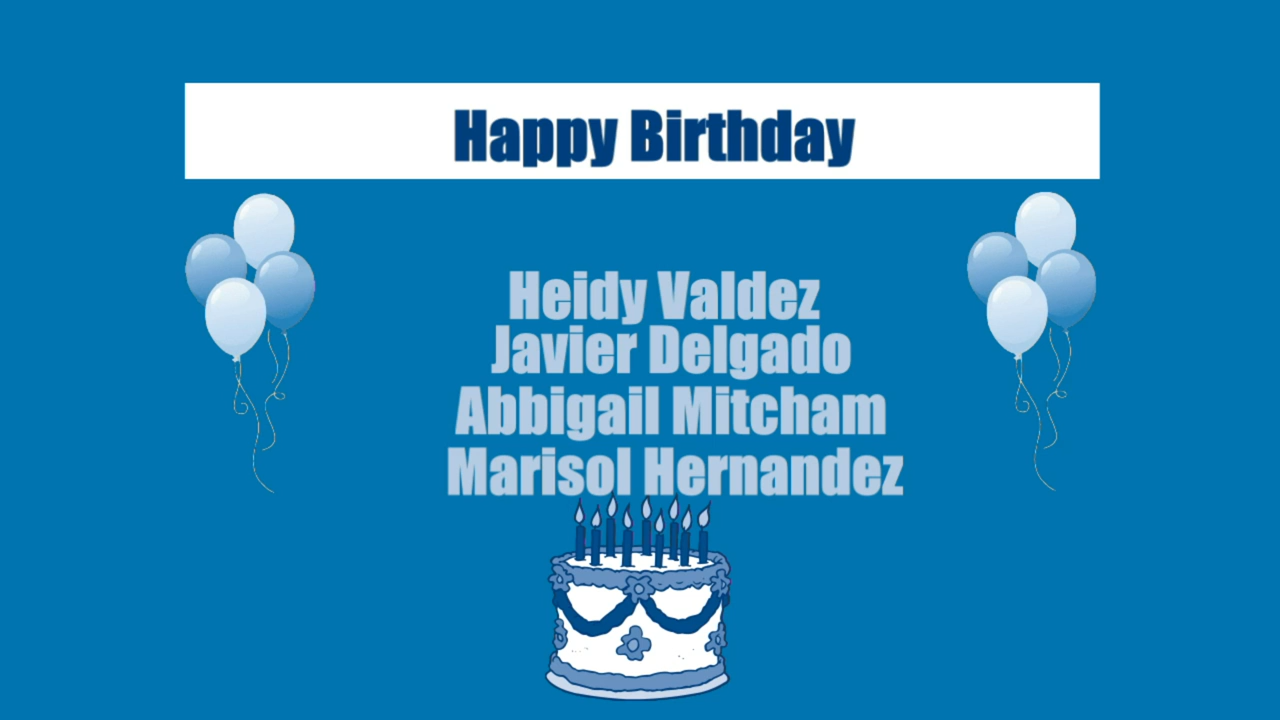 Happy Birthday
Heidy Valdez
Javier Delgado
Abbigail Mitcham
Marisol Hernandez